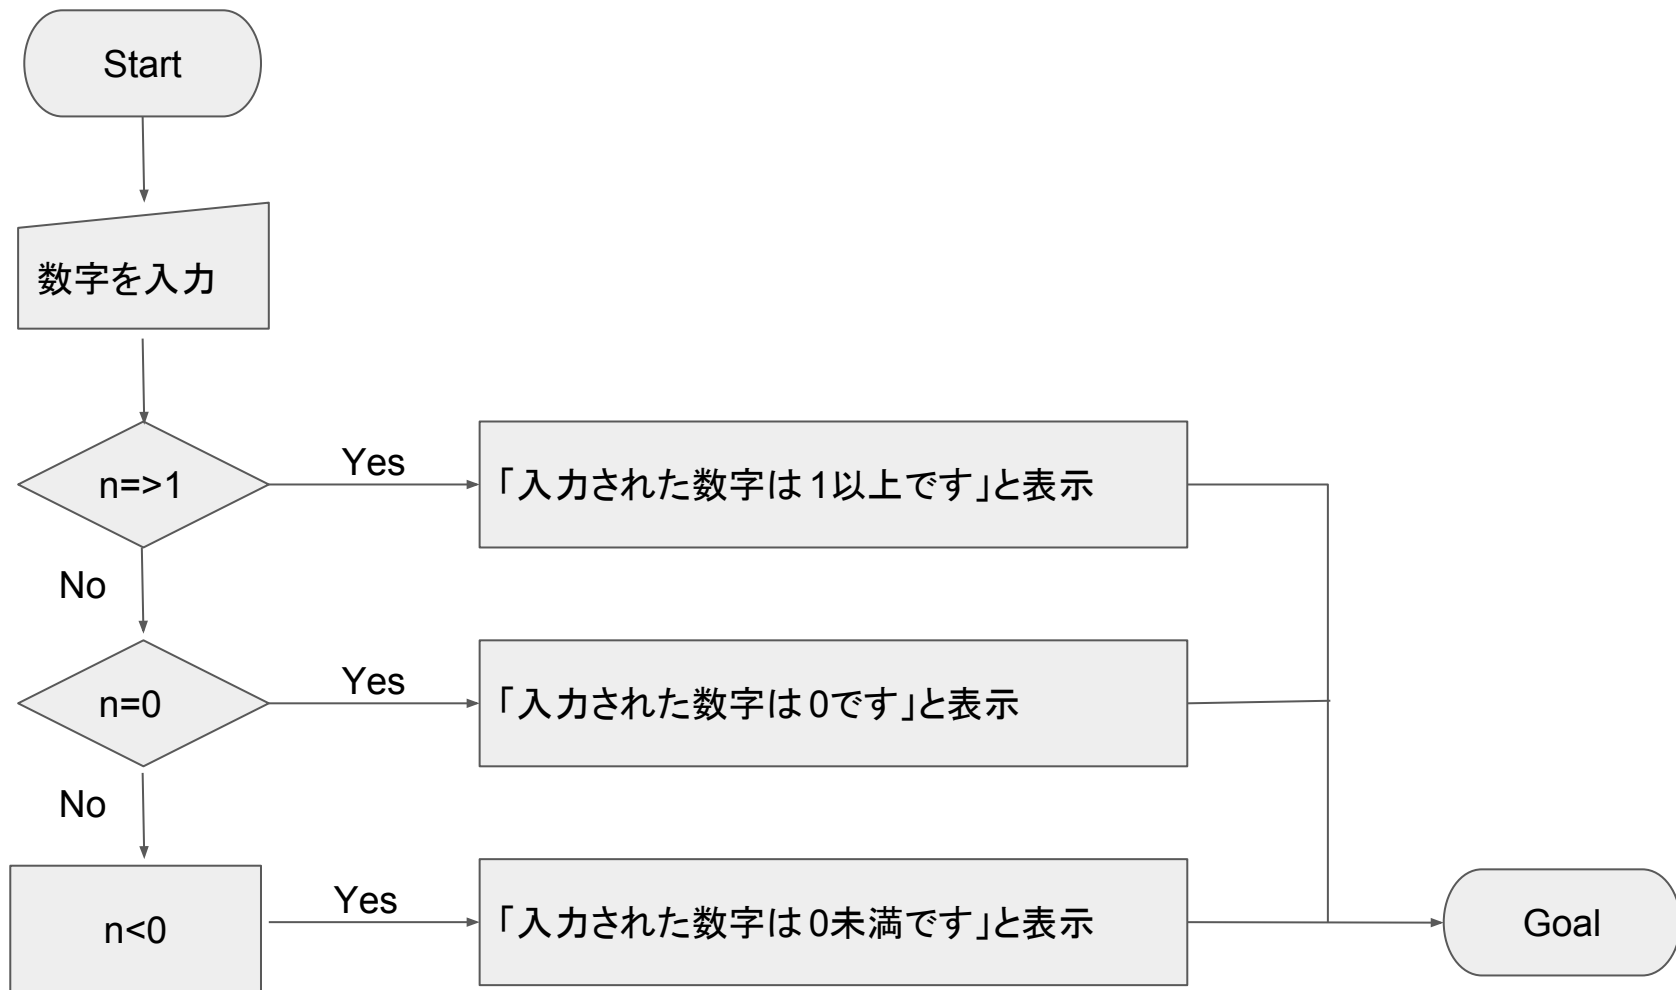 Start
数字を入力
n=>1
Yes
「入力された数字は1以上です」と表示
No
n=0
Yes
「入力された数字は0です」と表示
No
n<0
Yes
「入力された数字は0未満です」と表示
Goal